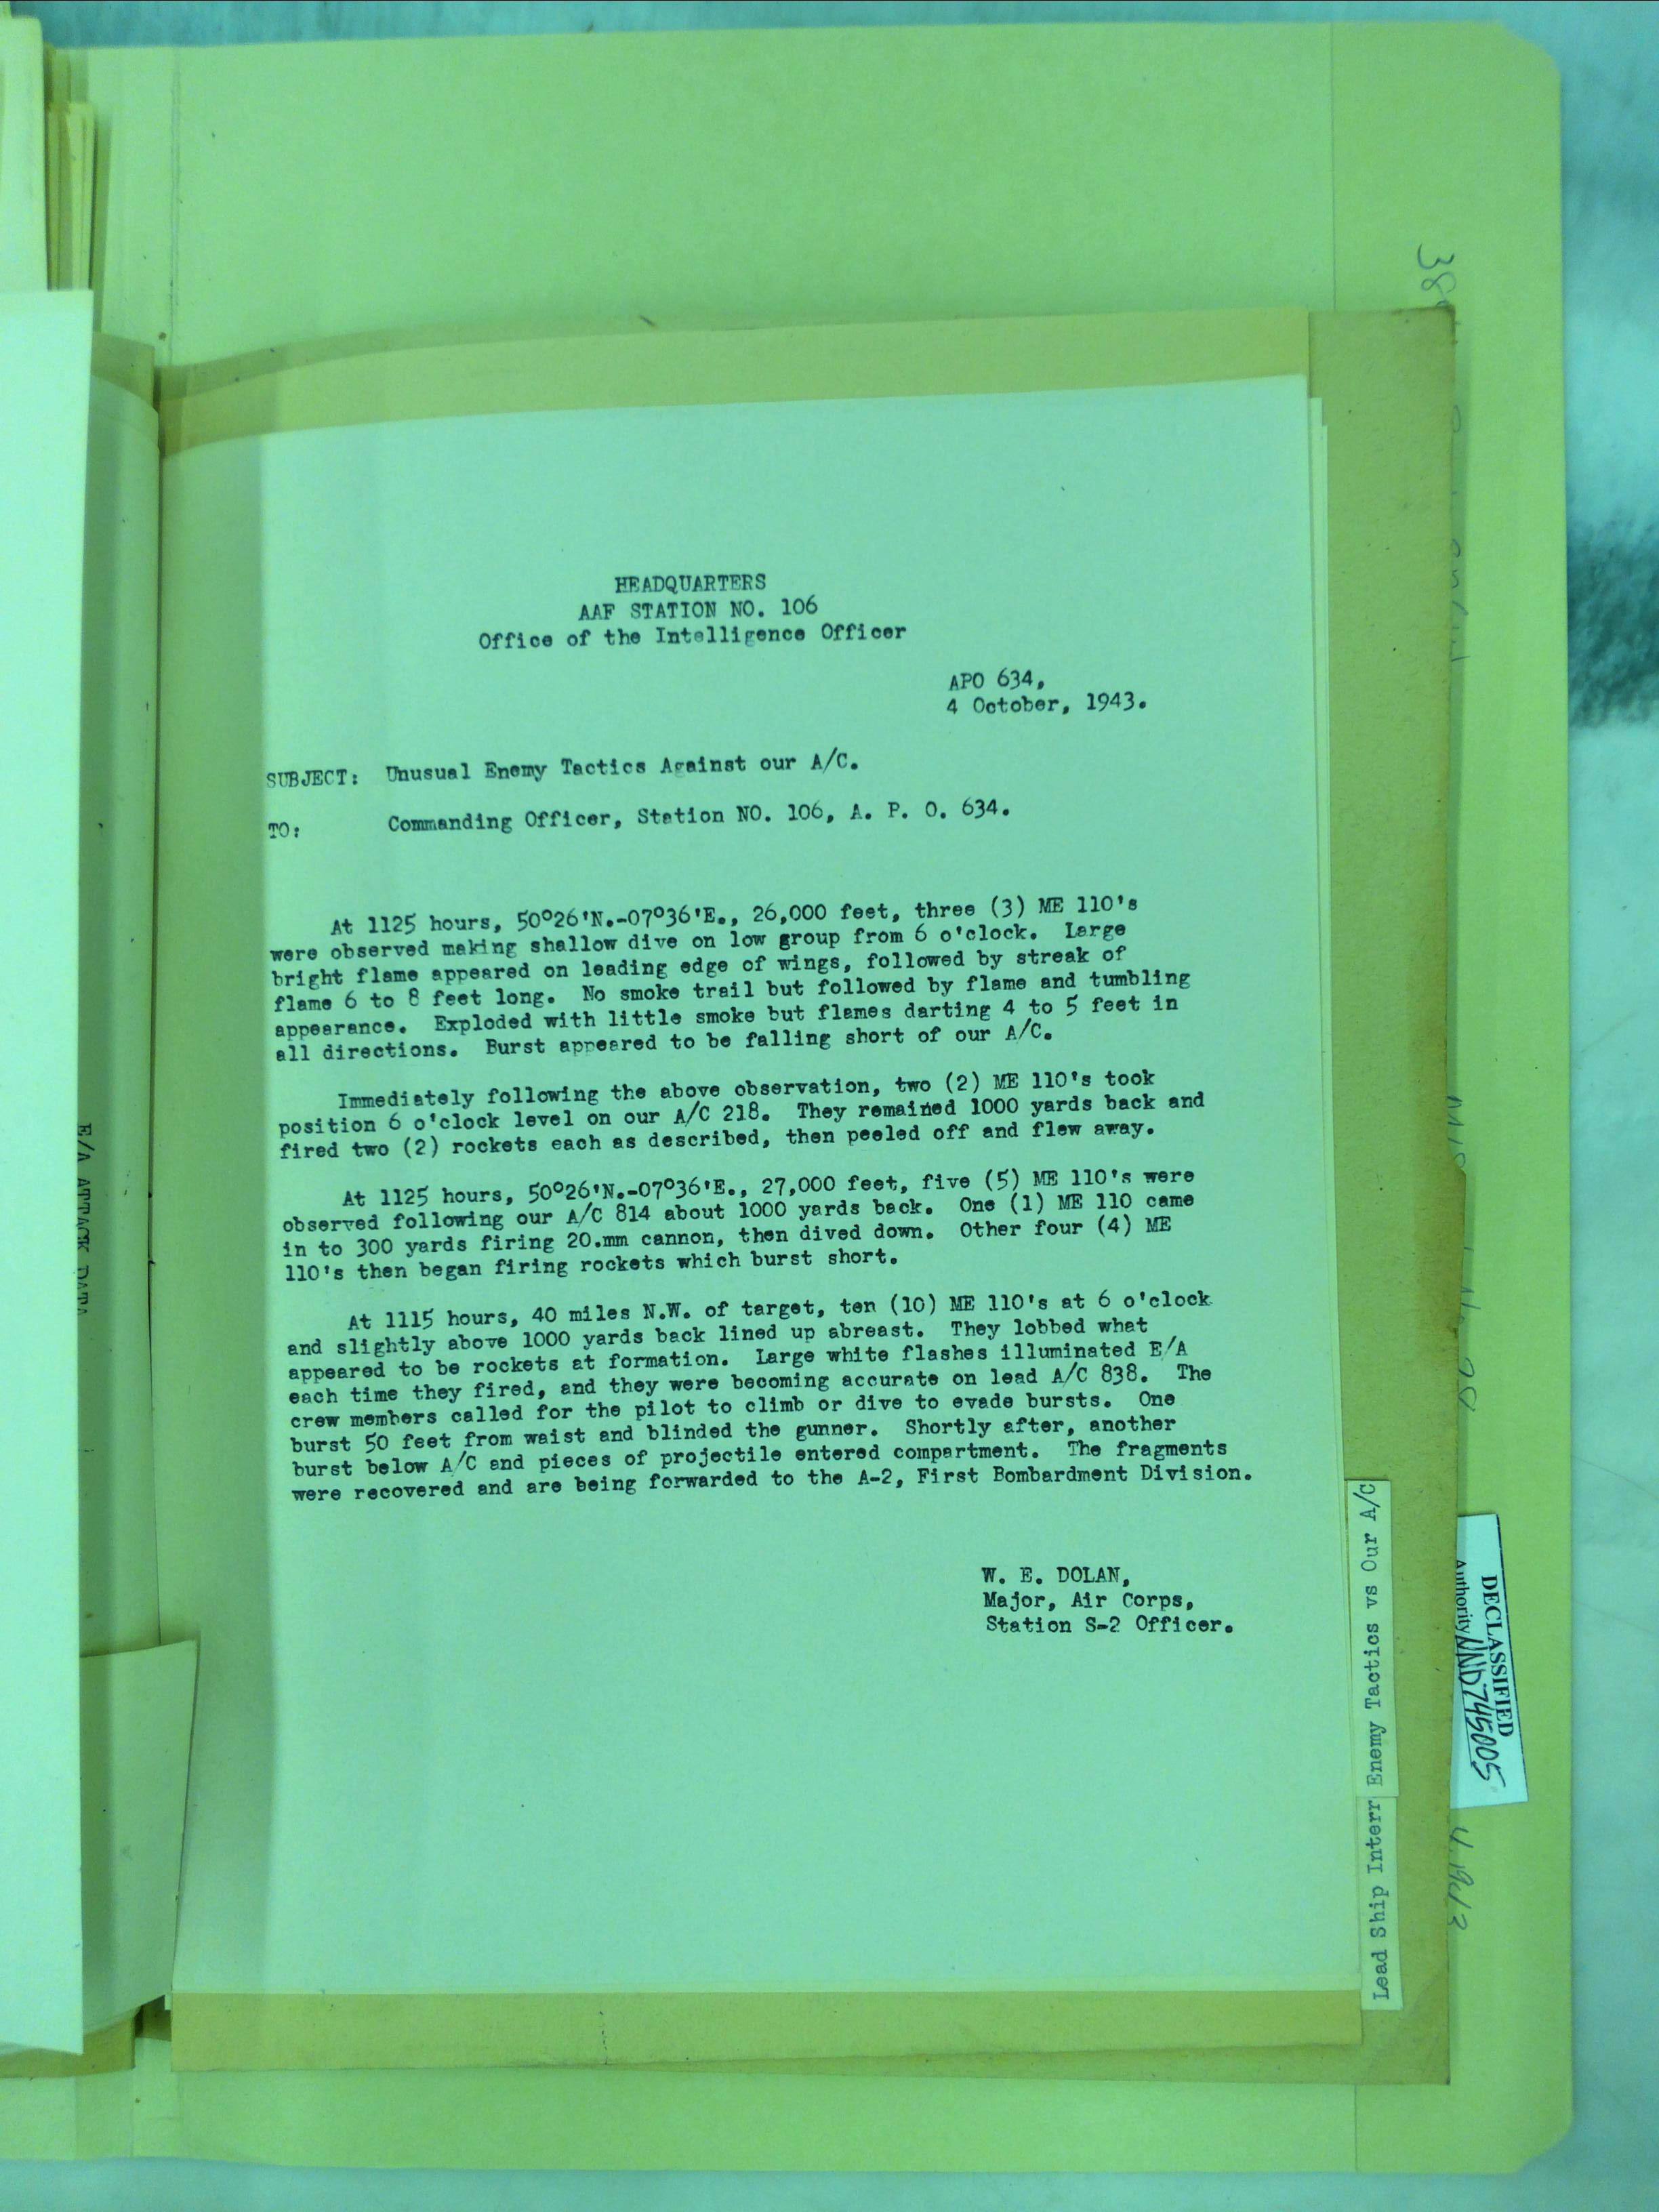 HEADQUARTERS
AAF STATION NO. 106
Office of the Intelligence Officer
APO 634,
4 October, 1943.
SUBJECT: Unusual Enemy Tactics Against our A/C.
TO: Commanding Officer, Station NO. 106, A. P. O. 634.
At 1125 hours, 50°26'N.-07°36'E., 26,000 feet, three (3) ME 110's
were observed making shallow dive on low group from 6 o'clock. Large
bright flame appeared on leading edge of wings, followed by streak of
flame 6 to 8 feet long. No smoke trail but followed by flame and tumbling
appearance. Exploded with little smoke but flames darting 4 to 5 feet in
all directions. Burst appeared to be falling short of our A/C.
Immediately following the above observation, two (2) ME 110's took
position 6 o'clock level on our A/C 218. They remained 1000 yards back and
fired two (2) rockets each as described, then peeled off and flew away.
At 1125 hours, 50°26'N.-07°36'E., 27,000 feet, five (5) ME 110's were
observed following our A/C 814 about 1000 yards back. One (1) ME 110 came
in to 300 yards firing 20.mm cannon, then dived down. Other four (4) ME
110's then began firing rockets which burst short.
At 1115 hours, 40 miles N.W. of target, ten (10) ME 110's at 6 o'clock
and slightly above 1000 yards back lined up abreast. They lobbed what
appeared to be rockets at formation. Large white flashes illuminated E/A
each time they fired, and they were becoming accurate on lead A/C 838. The
crew members called for the pilot to climb or dive to evade bursts. One
burst 50 feet from waist and blinded the gunner. Shortly after, another
burst below A/C and pieces of projectile entered compartment. The fragments
were recovered and are being forwarded to the A-2, First Bombardment Division.
W. E. DOLAN,
Major, Air Corps,
Station S-2 Officer.
E/A ATTACK DATA
Enemy Tactics vs Our A/C
Lead Ship Interr
DECLASSIFIED
Authority NND745005